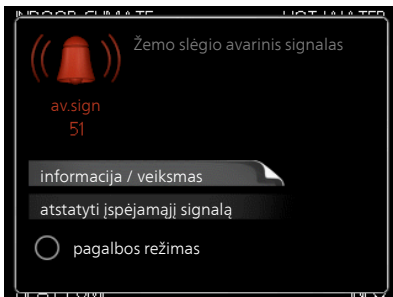 Žemo slėgio avarinis signalas
av.sign
51
informacija / veiksmas
atstatyti įspėjamąjį signalą
pagalbos režimas